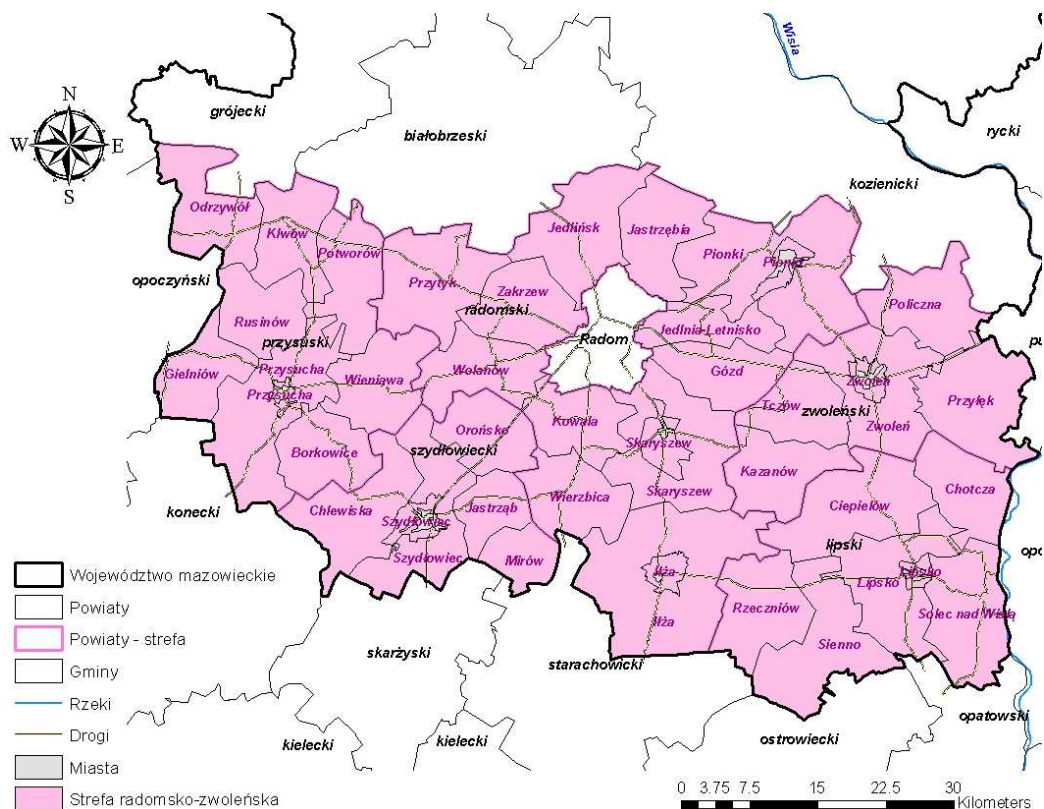 Wisła
grójecki
białobrzeski
rycki
N
W
E
S
kozienicki
Odrzywół
Klwów
Potworów
Jedlińsk
Jastrzębia
Pionki
Pionki
opoczyński
Przytyk
Zakrzew
radomski
Policzna
Rusinów
przysuski
Radom
Jedlnia-Letnisko
pu
Gielniów
Przysucha
Przysucha
Wieniawa
Wolanów
Gózd
Zwoleń
Tczów
zwoleński
Przyłęk
Orońsko
Kowala
Zwoleń
Borkowice
szydłowiecki
Skaryszew
Kazanów
konecki
Chlewiska
Szydłowiec
Jastrząb
Wierzbica
Skaryszew
Ciepielów
Chotcza
Szydłowiec
Mirów
lipski
opo
Iłża
Lipsko
Lipsko
Rzeczniów
Iłża
Solec nad Wisłą
Sienno
skarżyski
starachowicki
kielecki
kielecki
ostrowiecki
opatowski
Województwo mazowieckie
Powiaty
Powiaty - strefa
Gminy
Rzeki
Drogi
Miasta
Strefa radomsko-zwoleńska
0 3.75 7.5 15 22.5 30
Kilometers